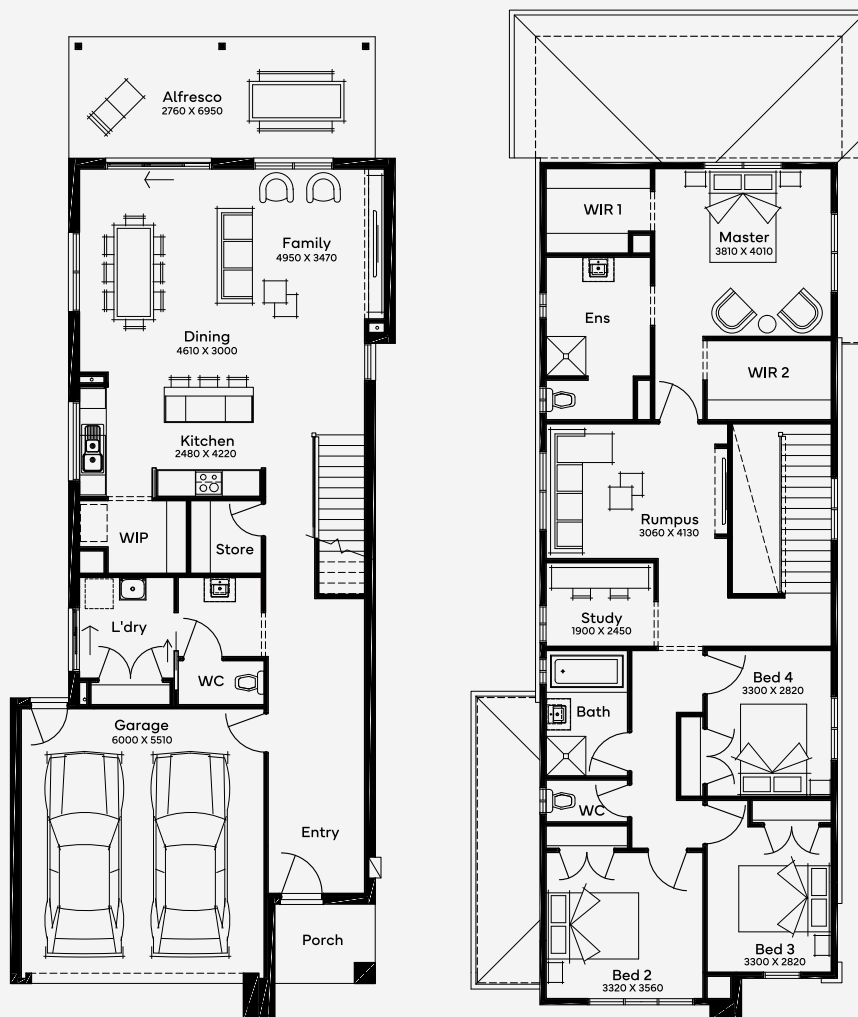 Alfresco
2760 X 6950
Family
4950 X 3470
Dining
4610 X 3000
Kitchen
2480 X 4220
WIP
Store
L'dry
WC
Garage
6000 X 5510
Entry
Porch
WIR 1
Master
3810 X 4010
Ens
WIR 2
Rumpus
3060 X 4130
Study
1900 X 2450
Bed 4
3300 X 2820
Bath
WC
Bed 3
3300 X 2820
Bed 2
3320 X 3560